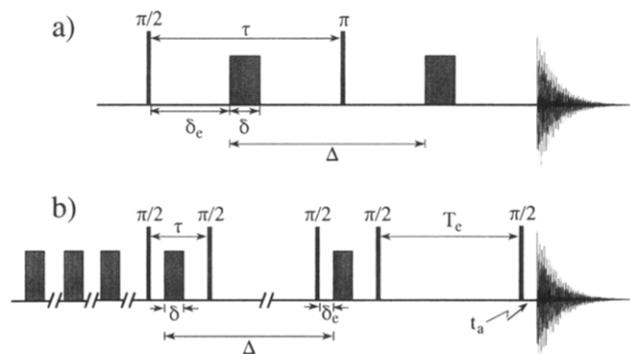 a)
π/2 τ π
δe δ
Δ
b)
π/2 τ π/2 π/2 π/2 Te π/2
δ δe
ta
Δ